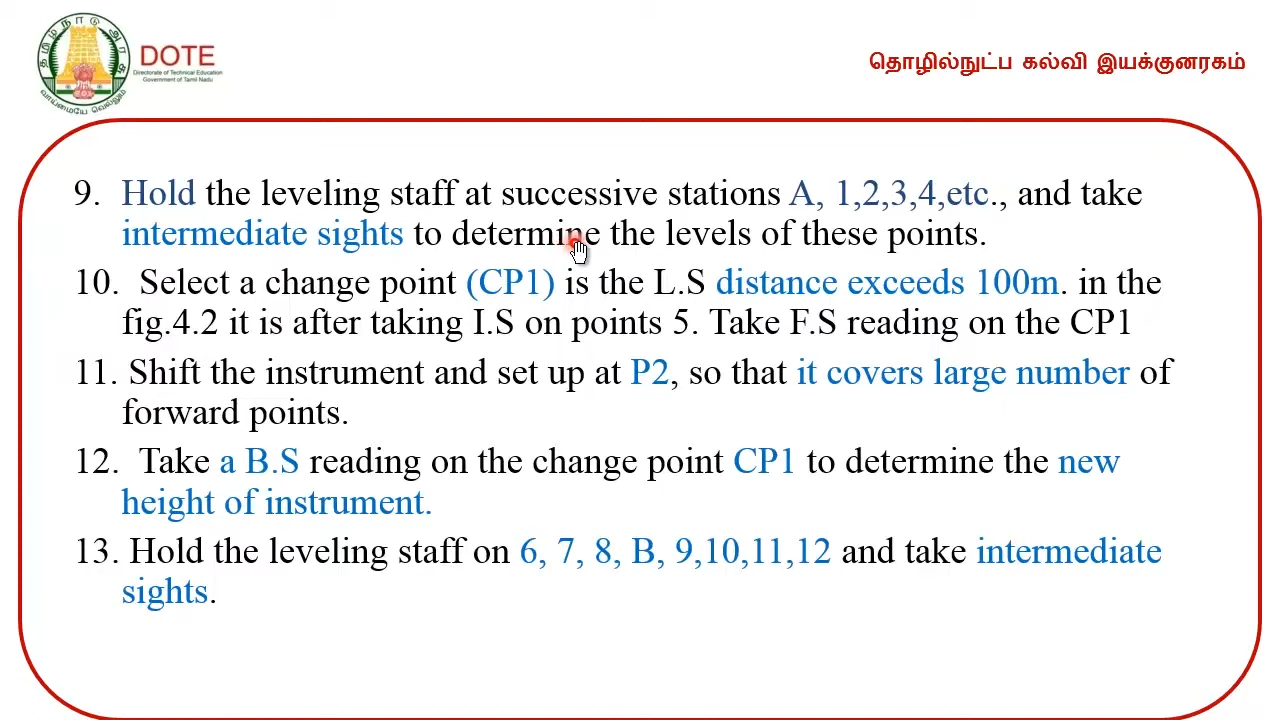 தமிழ்நாடு அரசு
வாய்மையே வெல்லும்
DOTE
Directorate of Technical Education
Government of Tamil Nadu
தொழில்நுட்ப கல்வி இயக்குனரகம்
9. Hold the leveling staff at successive stations A, 1,2,3,4,etc., and take
intermediate sights to determine the levels of these points.
10. Select a change point (CP1) is the L.S distance exceeds 100m. in the
fig.4.2 it is after taking I.S on points 5. Take F.S reading on the CP1
11. Shift the instrument and set up at P2, so that it covers large number of
forward points.
12. Take a B.S reading on the change point CP1 to determine the new
height of instrument.
13. Hold the leveling staff on 6, 7, 8, B, 9,10,11,12 and take intermediate
sights.